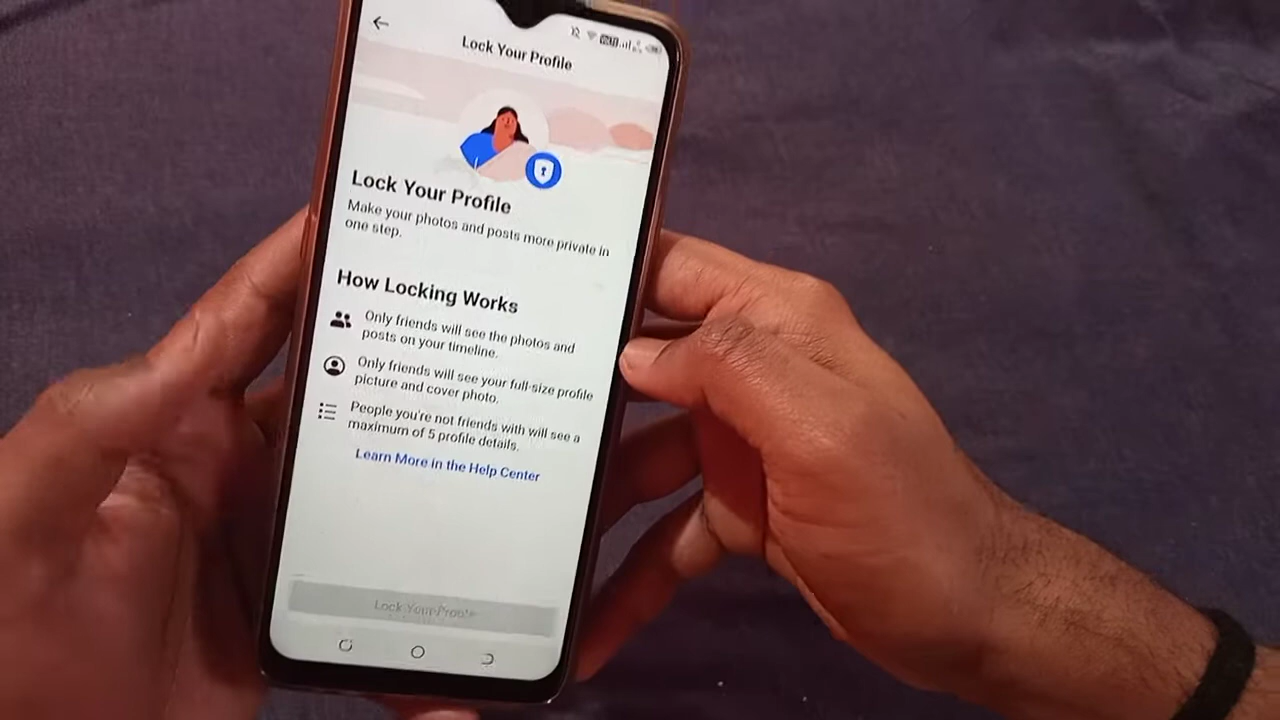 Lock Your Profile
Lock Your Profile
Make your photos and posts more private in
one step.
How Locking Works
Only friends will see the photos and
posts on your timeline.
Only friends will see your full-size profile
picture and cover photo.
People you're not friends with will see a
maximum of 5 profile details.
Learn More in the Help Center
Lock Your Profile